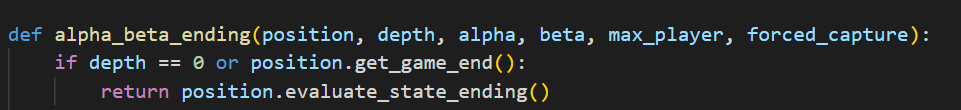 def alpha_beta_ending(position, depth, alpha, beta, max_player, forced_capture):
    if depth == 0 or position.get_game_end():
        return position.evaluate_state_ending()